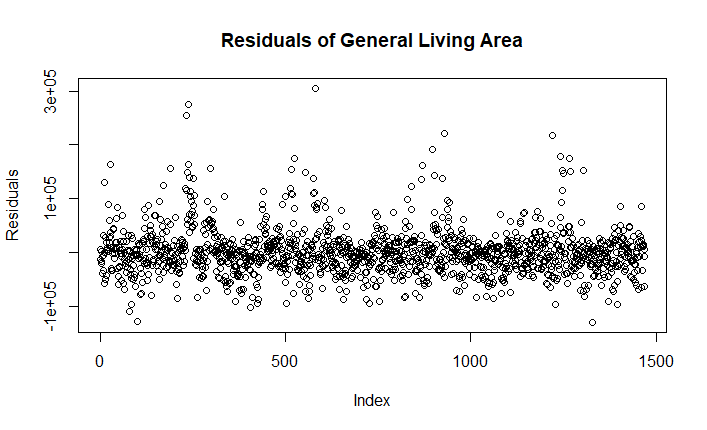 Residuals of General Living Area
Residuals
3e+05
1e+05
-1e+05
0
500
1000
1500
Index